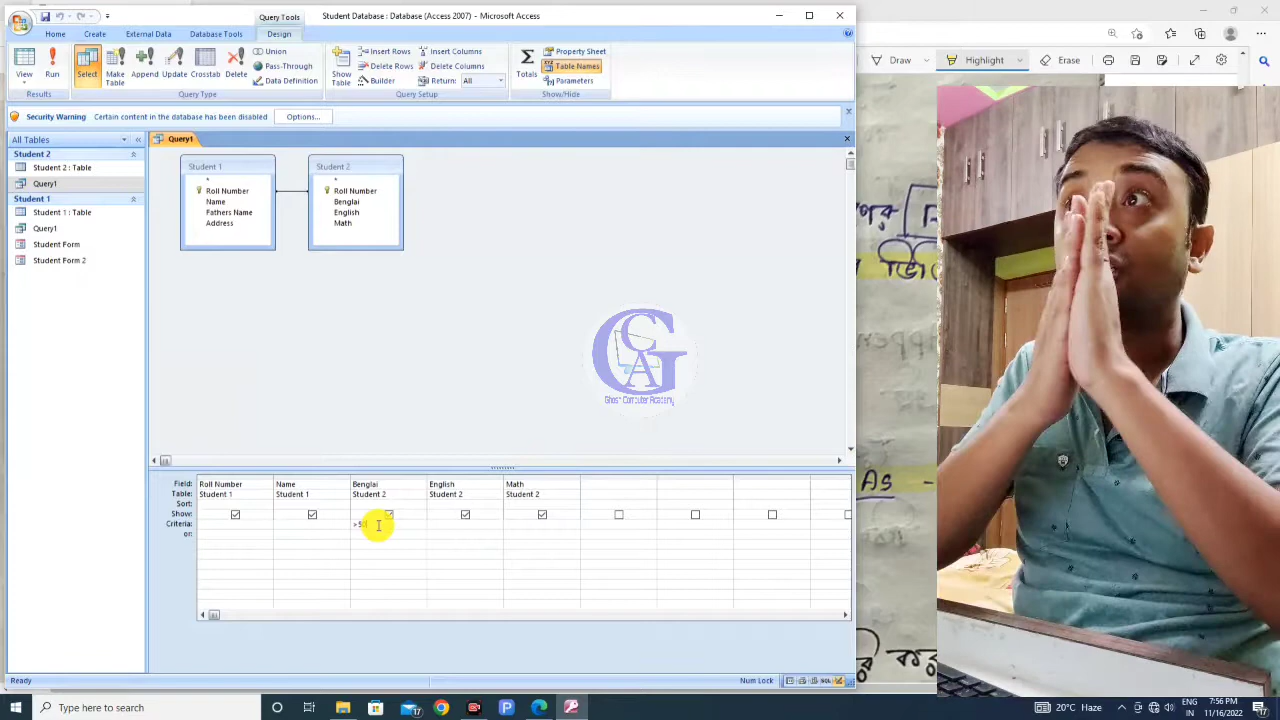 Query Tools
Student Database : Database (Access 2007) - Microsoft Access
Home
Create
External Data
Database Tools
Design
View
Run
Select
Make Table
Append
Update
Crosstab
Delete
Union
Pass-Through
Data Definition
Show Table
Insert Rows
Delete Rows
Builder
Insert Columns
Delete Columns
Return: All
Totals
Property Sheet
Table Names
Parameters
Results
Query Type
Query Setup
Show/Hide
Draw
Highlight
Erase
Security Warning Certain content in the database has been disabled
Options...
All Tables
Query1
Student 2
Student 2 : Table
Query1
Student 1
Student 1 : Table
Query1
Student Form
Student Form 2
Student 1
*
Roll Number
Name
Fathers Name
Address
Student 2
*
Roll Number
Benglai
English
Math
GCA
Ghosh Computer Academy
As -
Field: Roll Number Name Benglai English Math
Table: Student 1 Student 1 Student 2 Student 2 Student 2
Sort:
Show:
Criteria: > 50
or:
Ready
Num Lock
SQL
Type here to search
17
20°C Haze
ENG
IN
7:56 PM
11/16/2022
17